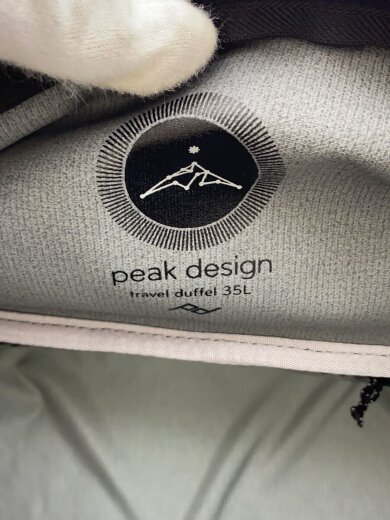 peak design
travel duffel 35L